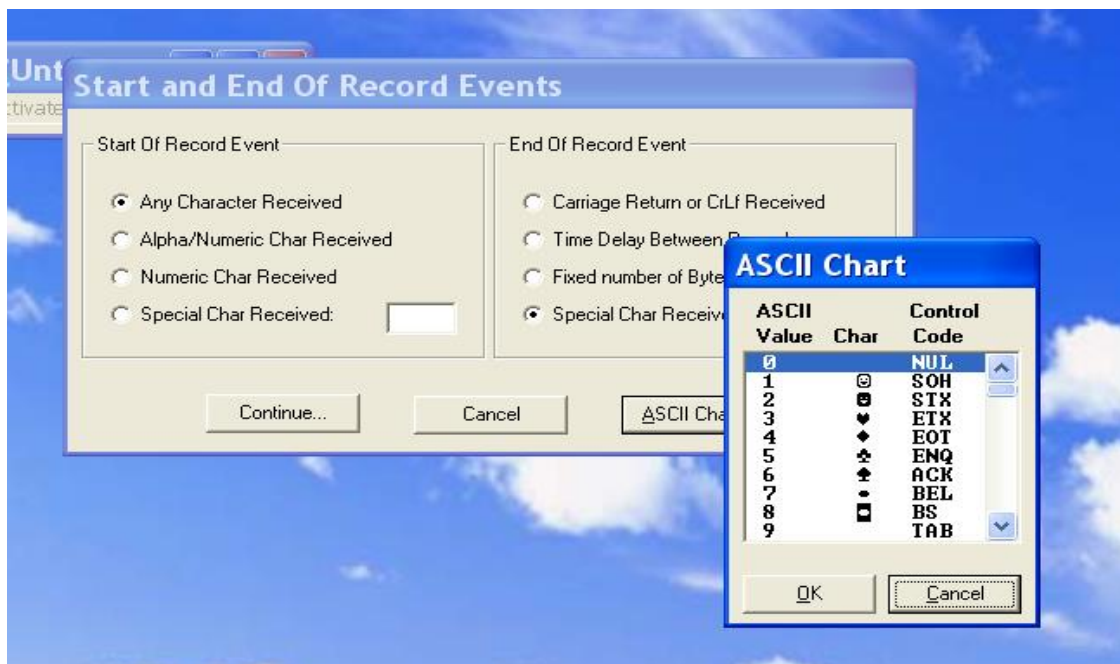 (Unt
ctivate
Start and End Of Record Events
Start Of Record Event
Any Character Received
Alpha/Numeric Char Received
Numeric Char Received
Special Char Received:
End Of Record Event
Carriage Return or CrLf Received
Time Delay Between
Fixed number of Byte
Special Char Receive
Continue...
Cancel
ASCII Cha
ASCII Chart
ASCII Value Char Control Code
0 NUL
1 ☺ SOH
2 ☻ STX
3 ♥ ETX
4 ♦ EOT
5 ♣ ENQ
6 ♠ ACK
7 • BEL
8 ◘ BS
9 TAB
OK
Cancel